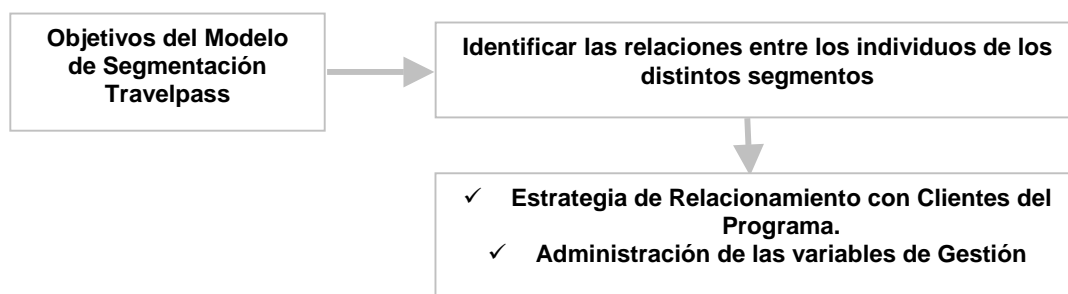 Objetivos del Modelo
de Segmentación
Travelpass
Identificar las relaciones entre los individuos de los
distintos segmentos
✓ Estrategia de Relacionamiento con Clientes del
Programa.
✓ Administración de las variables de Gestión